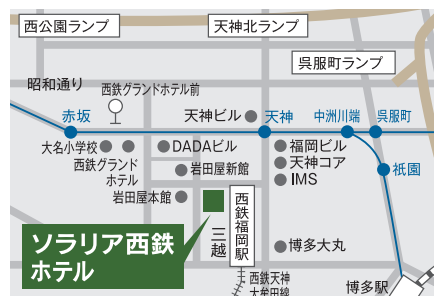 西公園ランプ
天神北ランプ
呉服町ランプ
昭和通り
西鉄グランドホテル前
赤坂
天神ビル
天神
中洲川端
呉服町
大名小学校
DADAビル
福岡ビル
西鉄グランド
ホテル
岩田屋新館
天神コア
祇園
IMS
岩田屋本館
三越
西鉄福岡駅
ソラリア西鉄
ホテル
博多大丸
西鉄天神
大牟田線
博多駅